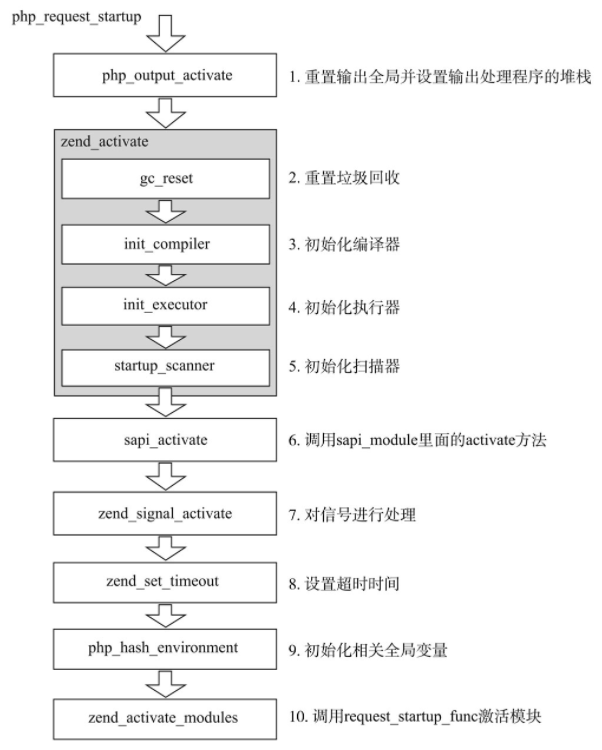 php_request_startup
php_output_activate
1. 重置输出全局并设置输出处理程序的堆栈
zend_activate
gc_reset
2. 重置垃圾回收
init_compiler
3. 初始化编译器
init_executor
4. 初始化执行器
startup_scanner
5. 初始化扫描器
sapi_activate
6. 调用sapi_module里面的activate方法
zend_signal_activate
7. 对信号进行处理
zend_set_timeout
8. 设置超时时间
php_hash_environment
9. 初始化相关全局变量
zend_activate_modules
10. 调用request_startup_func激活模块